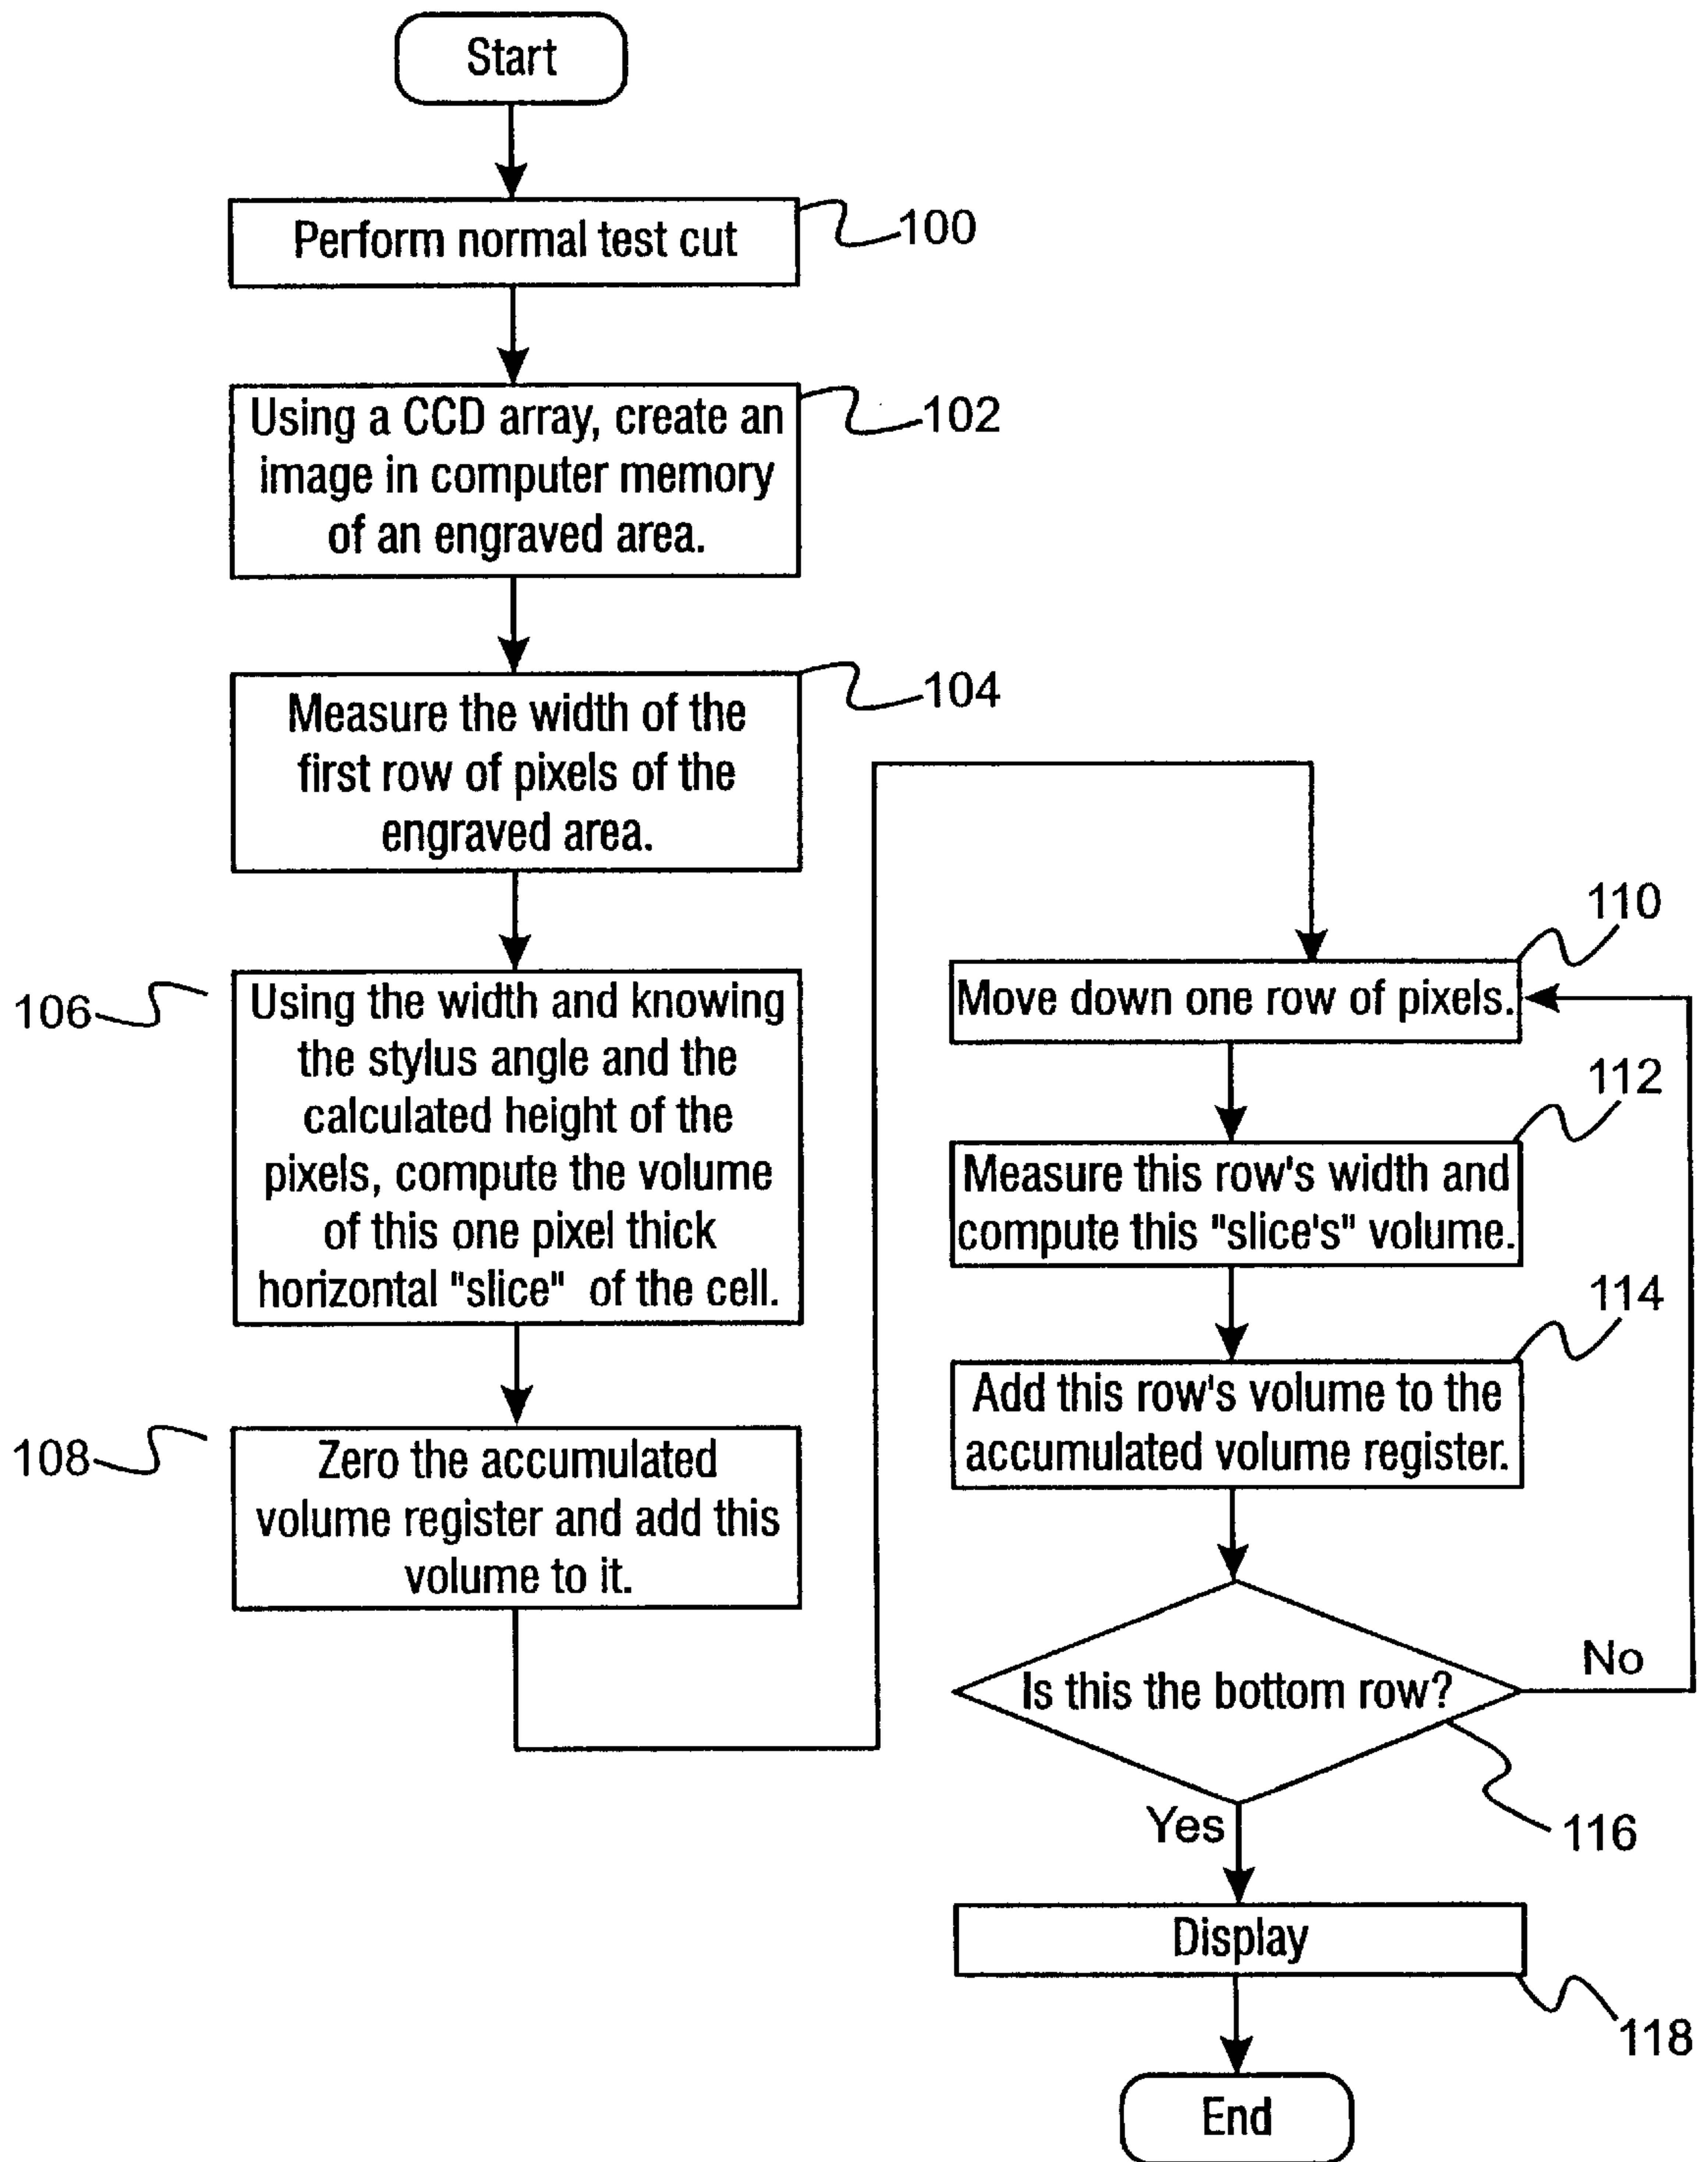 Start
Perform normal test cut
100
Using a CCD array, create an
image in computer memory
of an engraved area.
102
Measure the width of the
first row of pixels of the
engraved area.
104
106
Using the width and knowing
the stylus angle and the
calculated height of the
pixels, compute the volume
of this one pixel thick
horizontal "slice" of the cell.
108
Zero the accumulated
volume register and add this
volume to it.
110
Move down one row of pixels.
112
Measure this row's width and
compute this "slice's" volume.
114
Add this row's volume to the
accumulated volume register.
Is this the bottom row?
No
116
Yes
Display
118
End